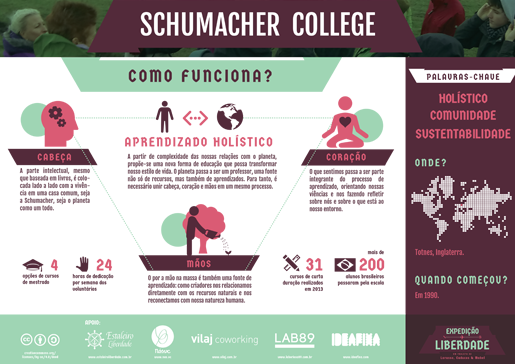 SCHUMACHER COLLEGE
COMO FUNCIONA?
APRENDIZADO HOLÍSTICO
A partir de complexidade das nossas relações com o planeta,
propõe-se uma nova forma de educação que possa transformar
nosso estilo de vida. O planeta passa a ser um professor, uma fonte
não só de recursos, mas também de aprendizados. Para tanto, é
necessário unir cabeça, coração e mãos em um mesmo processo.
CABEÇA
A parte intelectual, mesmo
que baseada em livros, é colo-
cada lado a lado com a vivên-
cia em uma casa comum, seja
a Schumacher, seja o planeta
como um todo.
CORAÇÃO
O que sentimos passa a ser parte
integrante do processo de
aprendizado, orientando nossas
vivências e nos fazendo refletir
sobre nós e sobre o que está ao
nosso entorno.
MÃOS
O por a mão na massa é também uma fonte de
aprendizado: como criadores nos relacionamos
diretamente com os recursos naturais e nos
reconectamos com nossa natureza humana.
4
opções de cursos
de mestrado
24
horas de dedicação
por semana dos
voluntários
31
cursos de curta
duração realizados
em 2013
mais de
200
alunos brasileiros
passaram pela escola
PALAVRAS-CHAVE
HOLÍSTICO
COMUNIDADE
SUSTENTABILIDADE
ONDE?
Totnes, Inglaterra.
QUANDO COMEÇOU?
Em 1990.
APOIO:
Estaleiro
Liberdade
vilaj coworking
LAB89
IDEAFIXA
EXPEDIÇÃO
LIBERDADE